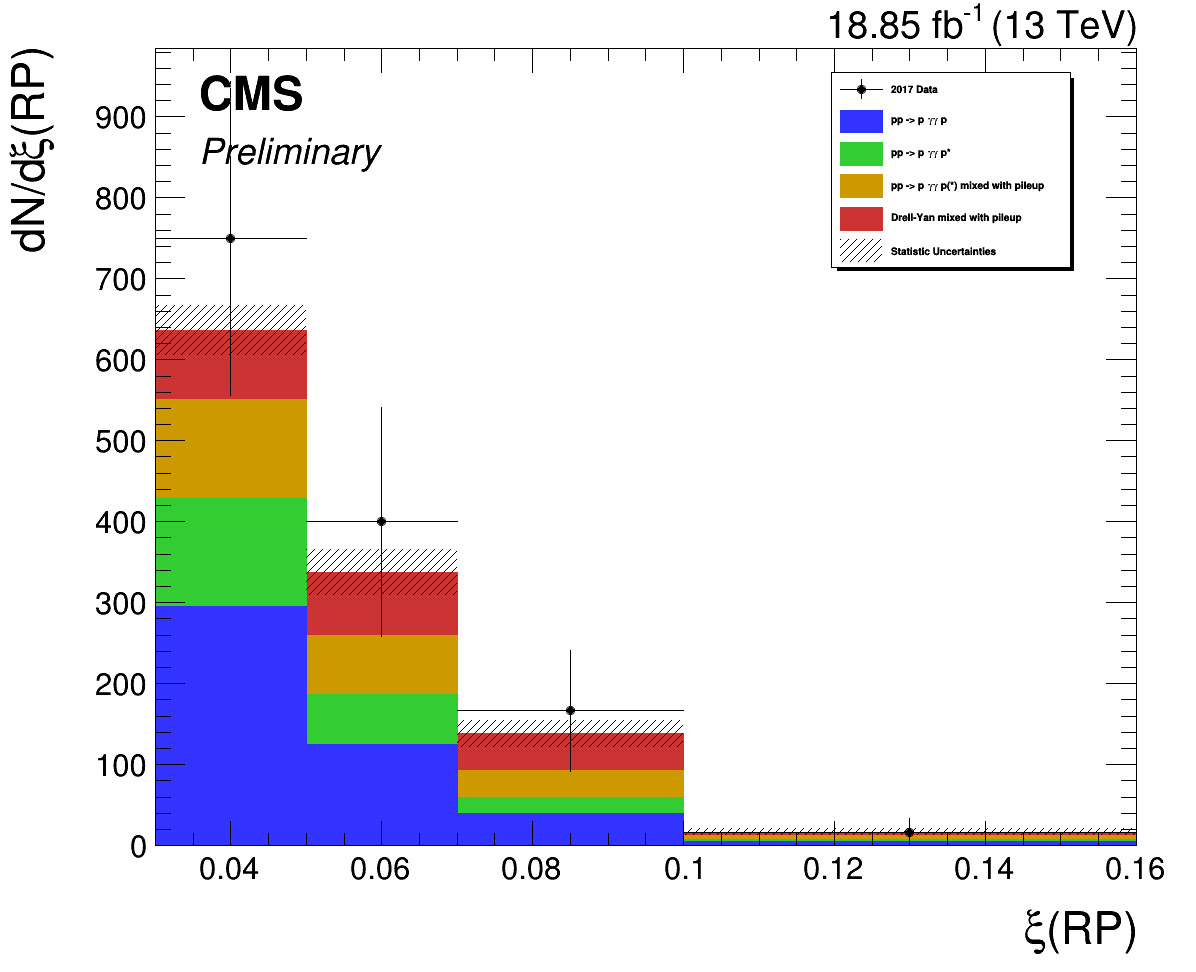 18.85 fb⁻¹ (13 TeV)
dN/dξ(RP)
CMS
Preliminary
2017 Data
pp -> p γγ p
pp -> p γγ p*
pp -> p γγ p(*) mixed with pileup
Drell-Yan mixed with pileup
Statistic Uncertainties
900
800
700
600
500
400
300
200
100
0
0.04 0.06 0.08 0.1 0.12 0.14 0.16
ξ(RP)